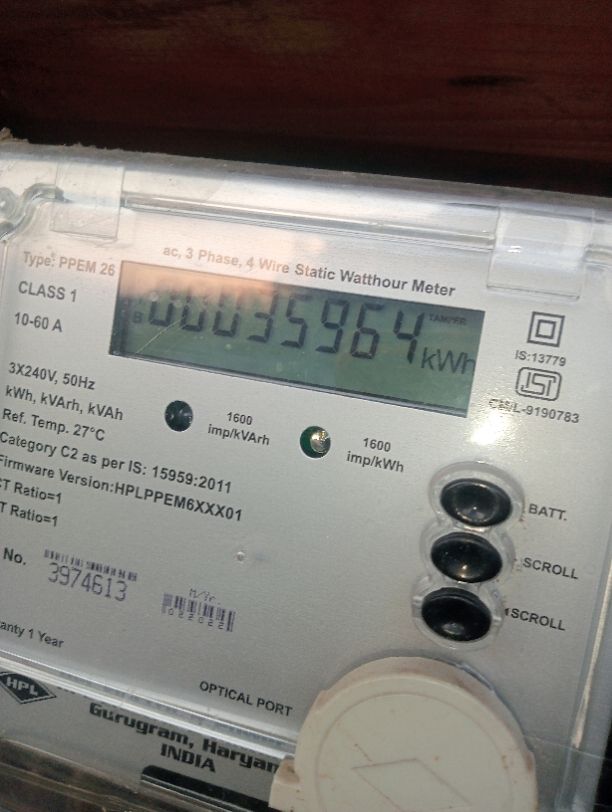 Type: PPEM 26
ac, 3 Phase, 4 Wire Static Watthour Meter
CLASS 1
10-60 A
TAMPER
00035964 kWh
IS:13779
CM/L-9190783
3X240V, 50Hz
kWh, kVArh, kVAh
Ref. Temp. 27°C
Category C2 as per IS: 15959:2011
Firmware Version:HPLPPEM6XXX01
CT Ratio=1
T Ratio=1
1600
imp/kVArh
1600
imp/kWh
BATT.
SCROLL
SCROLL
No.
3974613
M/Yr.
022022
anty 1 Year
HPL
OPTICAL PORT
Gurugram, Haryan
INDIA